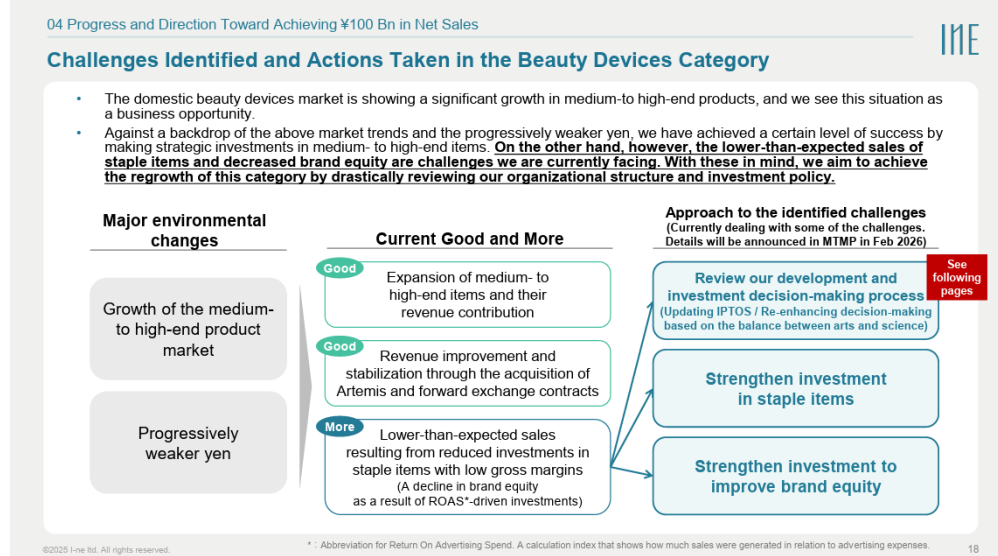 04 Progress and Direction Toward Achieving ¥100 Bn in Net Sales
INE
Challenges Identified and Actions Taken in the Beauty Devices Category
• The domestic beauty devices market is showing a significant growth in medium-to high-end products, and we see this situation as
a business opportunity.
• Against a backdrop of the above market trends and the progressively weaker yen, we have achieved a certain level of success by
making strategic investments in medium- to high-end items. On the other hand, however, the lower-than-expected sales of
staple items and decreased brand equity are challenges we are currently facing. With these in mind, we aim to achieve
the regrowth of this category by drastically reviewing our organizational structure and investment policy.
Major environmental
changes
Growth of the medium-
to high-end product
market
Progressively
weaker yen
Current Good and More
Good
Expansion of medium- to
high-end items and their
revenue contribution
Good
Revenue improvement and
stabilization through the acquisition of
Artemis and forward exchange contracts
More
Lower-than-expected sales
resulting from reduced investments in
staple items with low gross margins
(A decline in brand equity
as a result of ROAS*-driven investments)
Approach to the identified challenges
(Currently dealing with some of the challenges.
Details will be announced in MTMP in Feb 2026)
See
following
pages
Review our development and
investment decision-making process
(Updating IPTOS / Re-enhancing decision-making
based on the balance between arts and science)
Strengthen investment
in staple items
Strengthen investment to
improve brand equity
©2025 I-ne ltd. All rights reserved.
*：Abbreviation for Return On Advertising Spend. A calculation index that shows how much sales were generated in relation to advertising expenses.
18